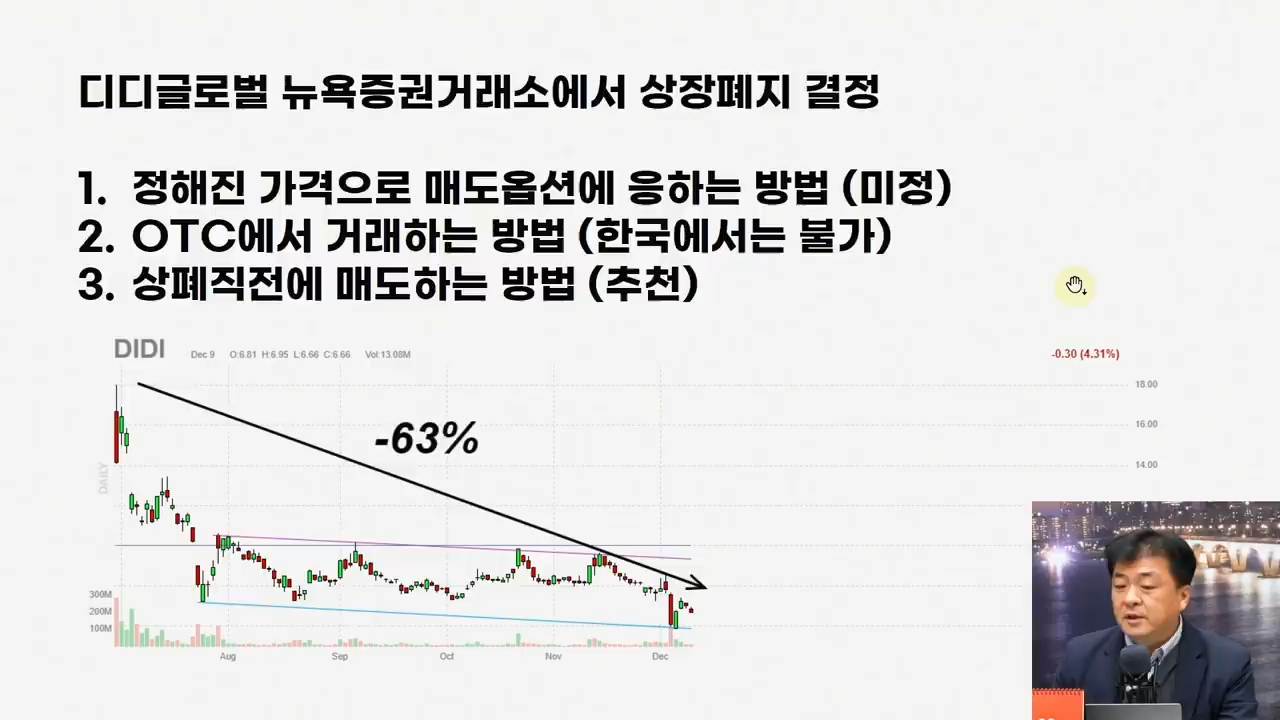 디디글로벌 뉴욕증권거래소에서 상장폐지 결정
1. 정해진 가격으로 매도옵션에 응하는 방법 (미정)
2. OTC에서 거래하는 방법 (한국에서는 불가)
3. 상폐직전에 매도하는 방법 (추천)
DIDI Dec 9 O:6.81 H:6.95 L:6.66 C:6.66 Vol:13.08M -0.30 (4.31%)
18.00
16.00
-63%
14.00
DAILY
300M
200M
100M
Aug Sep Oct Nov Dec